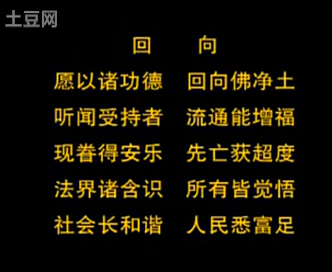 土豆网
回 向
愿以诸功德 回向佛净土
听闻受持者 流通能增福
现眷得安乐 先亡获超度
法界诸含识 所有皆觉悟
社会长和谐 人民悉富足